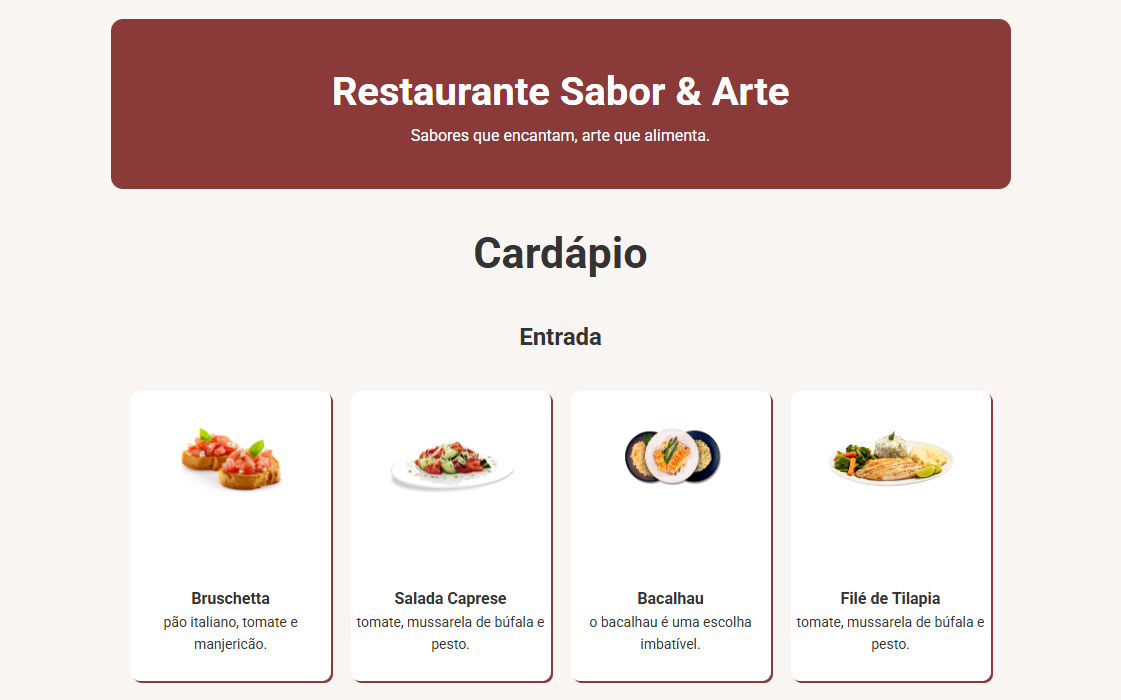 Restaurante Sabor & Arte
Sabores que encantam, arte que alimenta.
Cardápio
Entrada
Bruschetta
pão italiano, tomate e
manjericão.
Salada Caprese
tomate, mussarela de búfala e
pesto.
Bacalhau
o bacalhau é uma escolha
imbatível.
Filé de Tilapia
tomate, mussarela de búfala e
pesto.